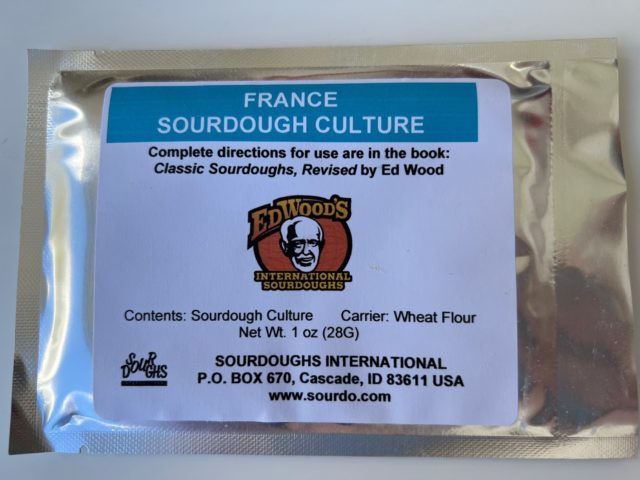 FRANCE
SOURDOUGH CULTURE
Complete directions for use are in the book:
Classic Sourdoughs, Revised by Ed Wood
ED WOOD'S
INTERNATIONAL
SOURDOUGHS
Contents: Sourdough Culture Carrier: Wheat Flour
Net Wt. 1 oz (28G)
SOURDOUGHS
SOURDOUGHS INTERNATIONAL
P.O. BOX 670, Cascade, ID 83611 USA
www.sourdo.com